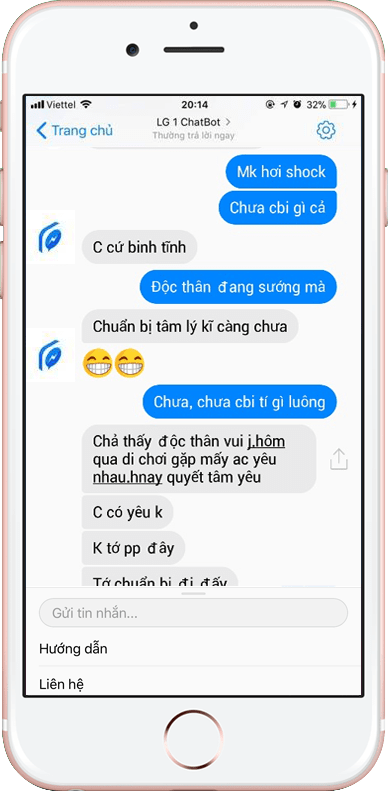 Viettel 20:14 32%
Trang chủ
LG 1 ChatBot
Thường trả lời ngay
Mk hơi shock
Chưa cbi gì cả
C cứ binh tĩnh
Độc thân đang sướng mà
Chuẩn bị tâm lý kĩ càng chưa
Chưa, chưa cbi tí gì luông
Chả thấy độc thân vui j,hôm
qua di chơi gặp mấy ac yêu
nhau.hnay quyết tâm yêu
C có yêu k
K tớ pp đây
Tớ chuẩn bị đi đấy
Gửi tin nhắn...
Hướng dẫn
Liên hệ